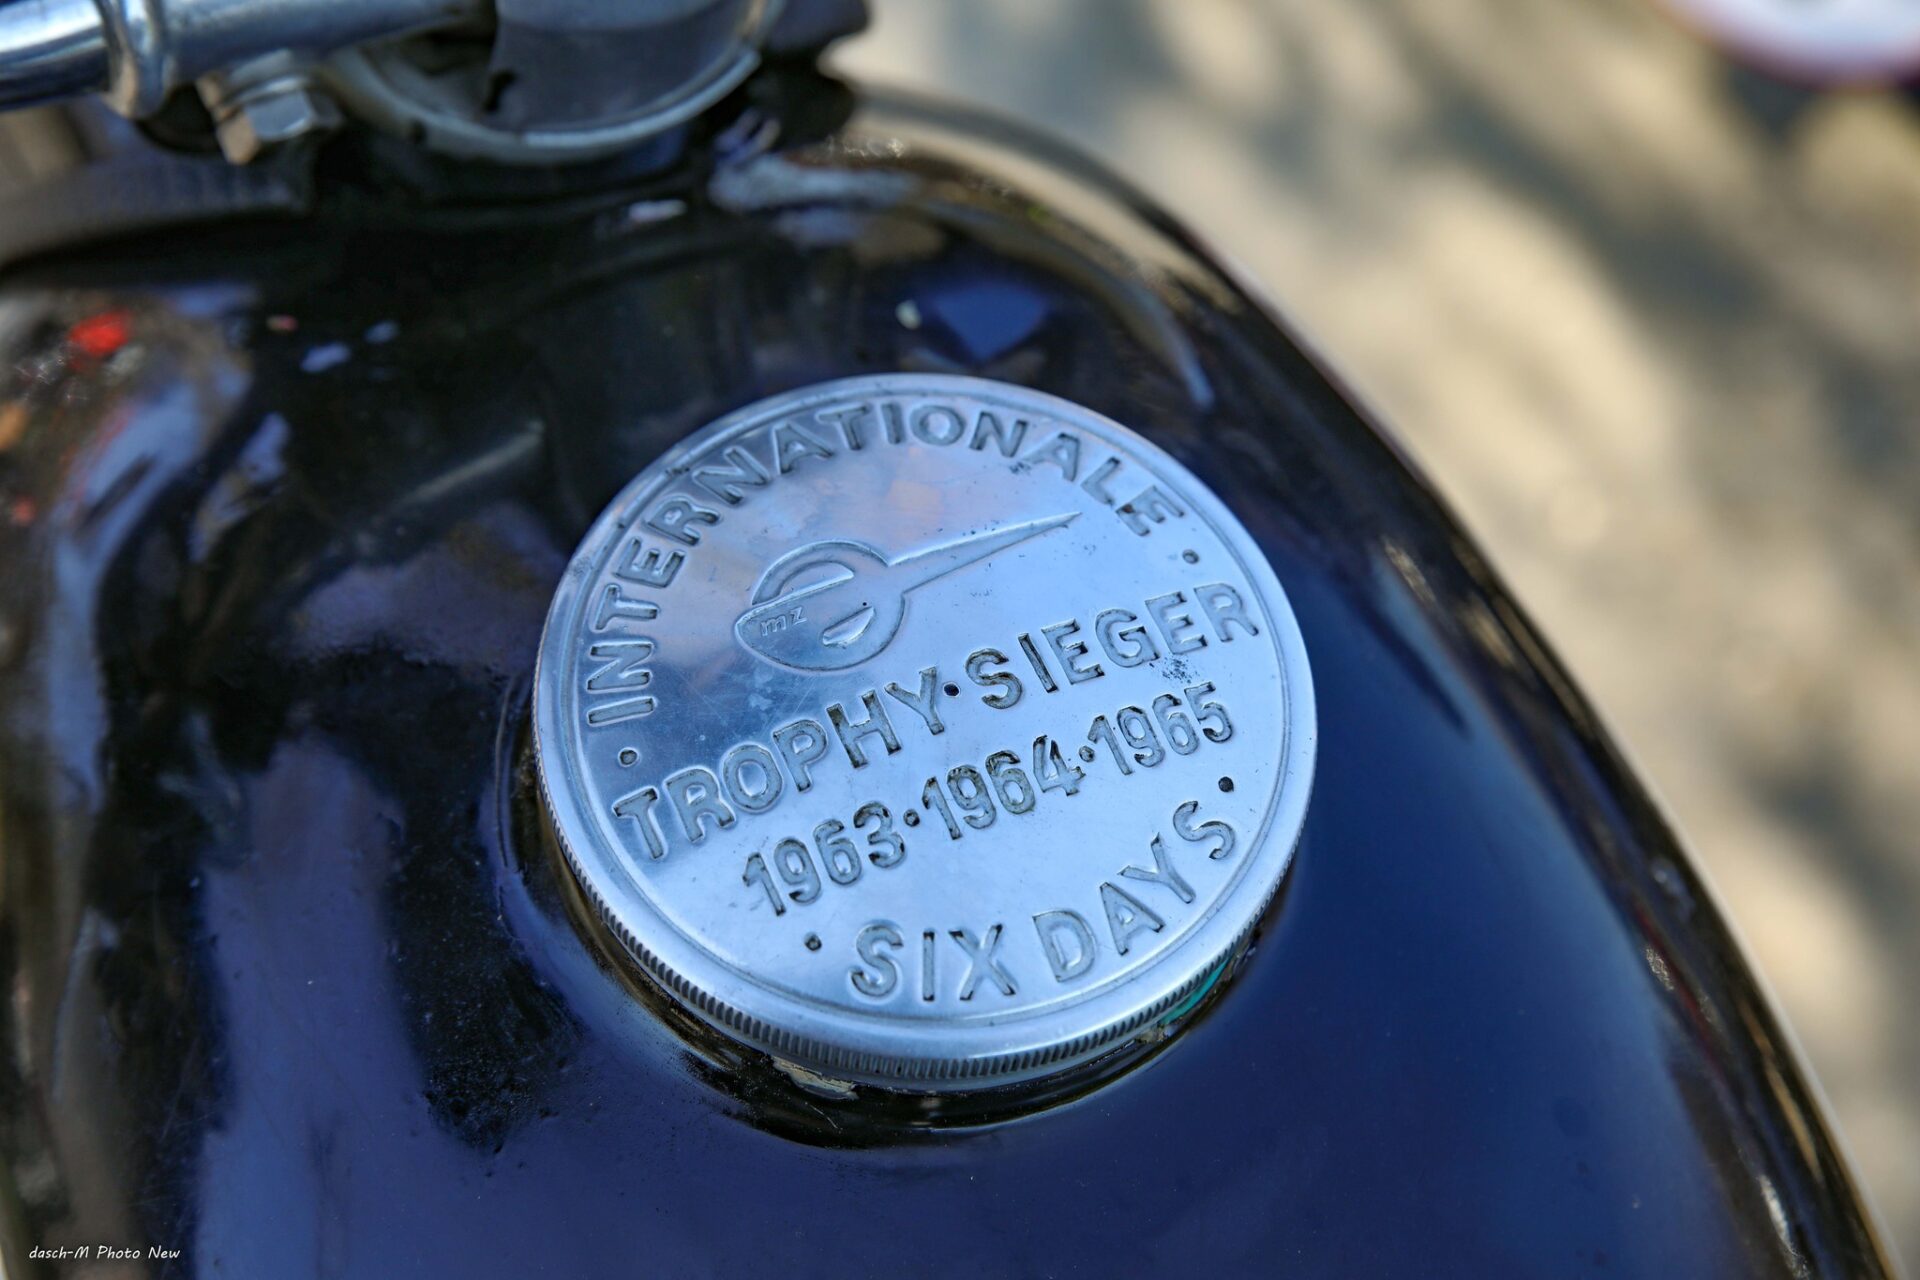 · INTERNATIONALE ·
mz
TROPHY·SIEGER
1963·1964·1965
· SIX DAYS ·
dasch-M Photo New